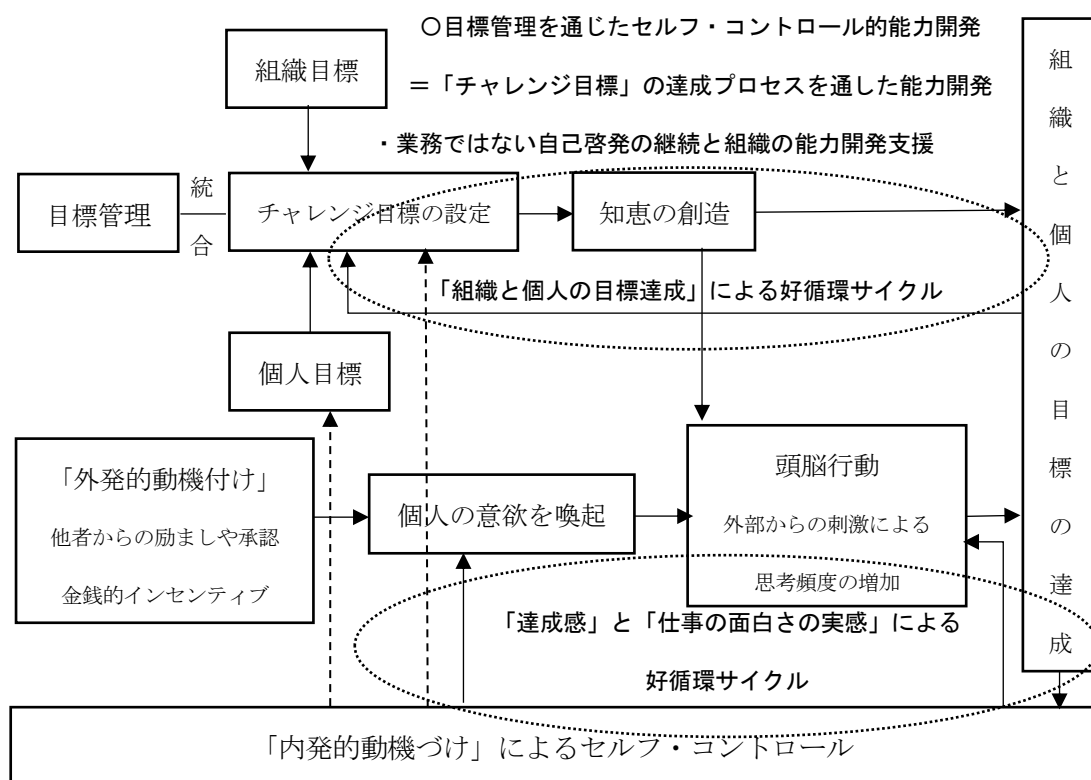 〇目標管理を通じたセルフ・コントロール的能力開発
組織目標
＝「チャレンジ目標」の達成プロセスを通した能力開発
・業務ではない自己啓発の継続と組織の能力開発支援
目標管理
統合
チャレンジ目標の設定
知恵の創造
「組織と個人の目標達成」による好循環サイクル
個人目標
組織と個人の目標の達成
「外発的動機付け」
他者からの励ましや承認
金銭的インセンティブ
個人の意欲を喚起
頭脳行動
外部からの刺激による
思考頻度の増加
「達成感」と「仕事の面白さの実感」による
好循環サイクル
「内発的動機づけ」によるセルフ・コントロール